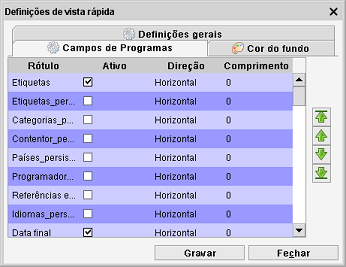 Definições de vista rápida
Definições gerais
Campos de Programas Cor do fundo
Rótulo Ativo Direção Comprimento
Etiquetas Horizontal 0
Etiquetas_per... Horizontal 0
Categorias_p... Horizontal 0
Contentor_pe... Horizontal 0
Países_persis... Horizontal 0
Programador... Horizontal 0
Referências e... Horizontal 0
Idiomas_pers... Horizontal 0
Data final Horizontal 0
Gravar Fechar